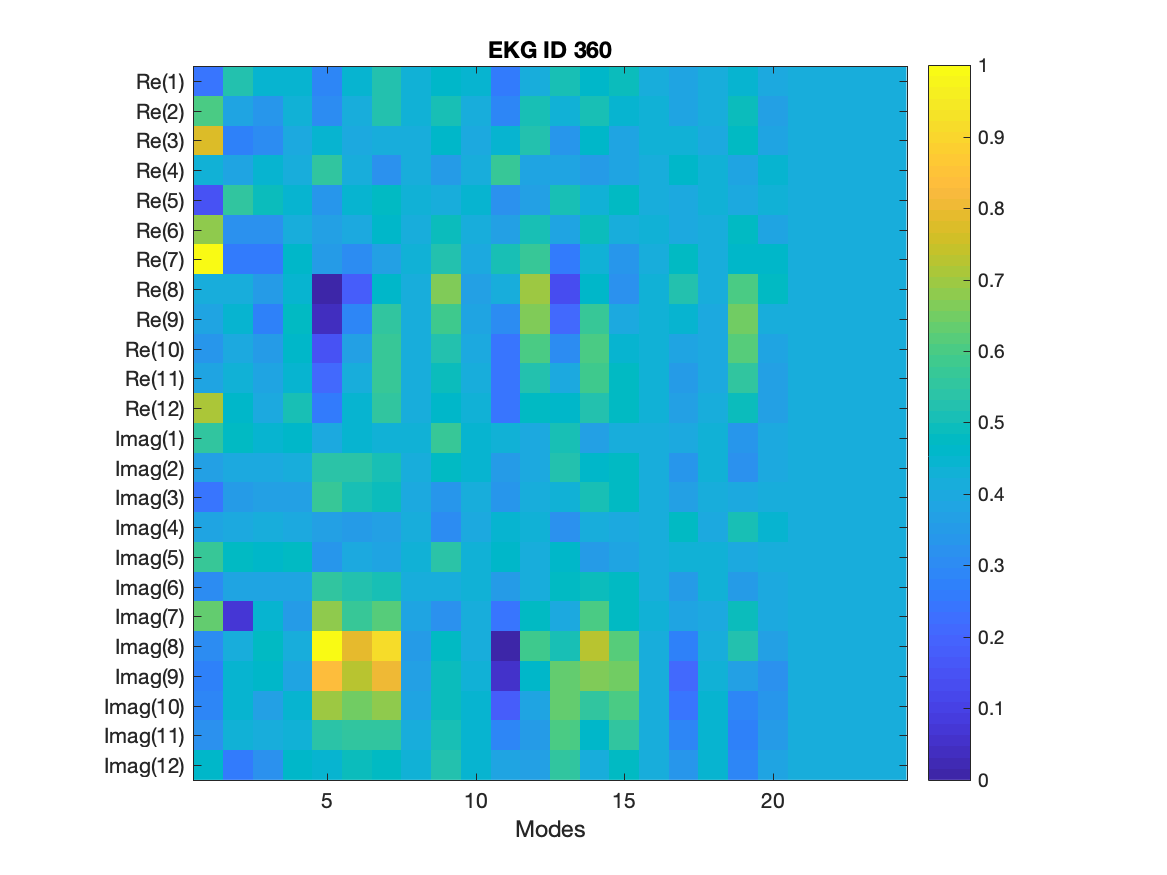 EKG ID 360
Re(1)
Re(2)
Re(3)
Re(4)
Re(5)
Re(6)
Re(7)
Re(8)
Re(9)
Re(10)
Re(11)
Re(12)
Imag(1)
Imag(2)
Imag(3)
Imag(4)
Imag(5)
Imag(6)
Imag(7)
Imag(8)
Imag(9)
Imag(10)
Imag(11)
Imag(12)
5 10 15 20
Modes
1
0.9
0.8
0.7
0.6
0.5
0.4
0.3
0.2
0.1
0